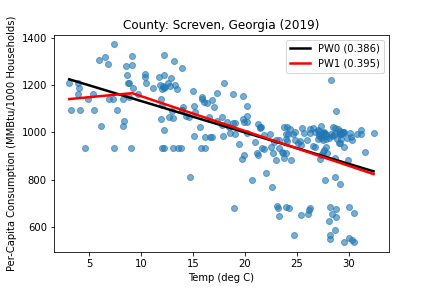 County: Screven, Georgia (2019)
Per-Capita Consumption (MMBtu/1000 Households)
1400
1200
1000
800
600
PW0 (0.386)
PW1 (0.395)
5 10 15 20 25 30
Temp (deg C)